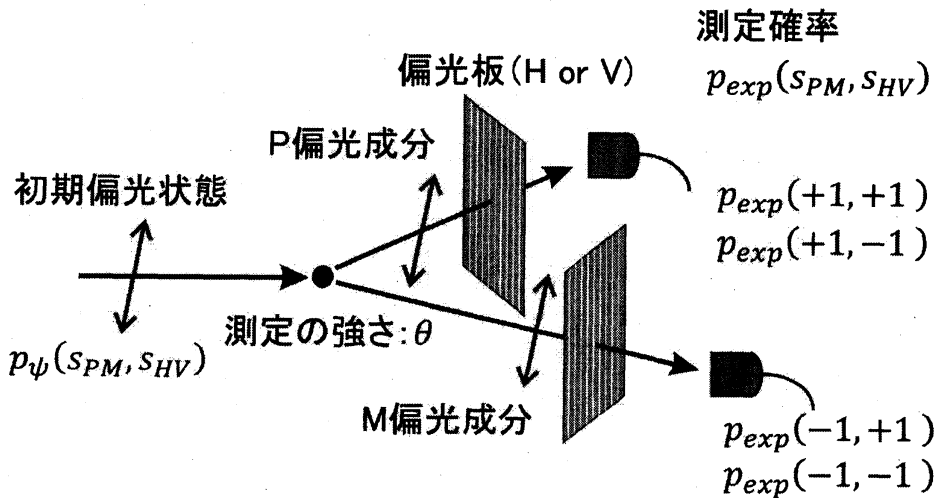 測定確率
p_{exp}(s_{PM}, s_{HV})
偏光板(H or V)
P偏光成分
初期偏光状態
p_{exp}(+1, +1)
p_{exp}(+1, −1)
測定の強さ:θ
p_ψ(s_{PM}, s_{HV})
M偏光成分
p_{exp}(−1, +1)
p_{exp}(−1, −1)